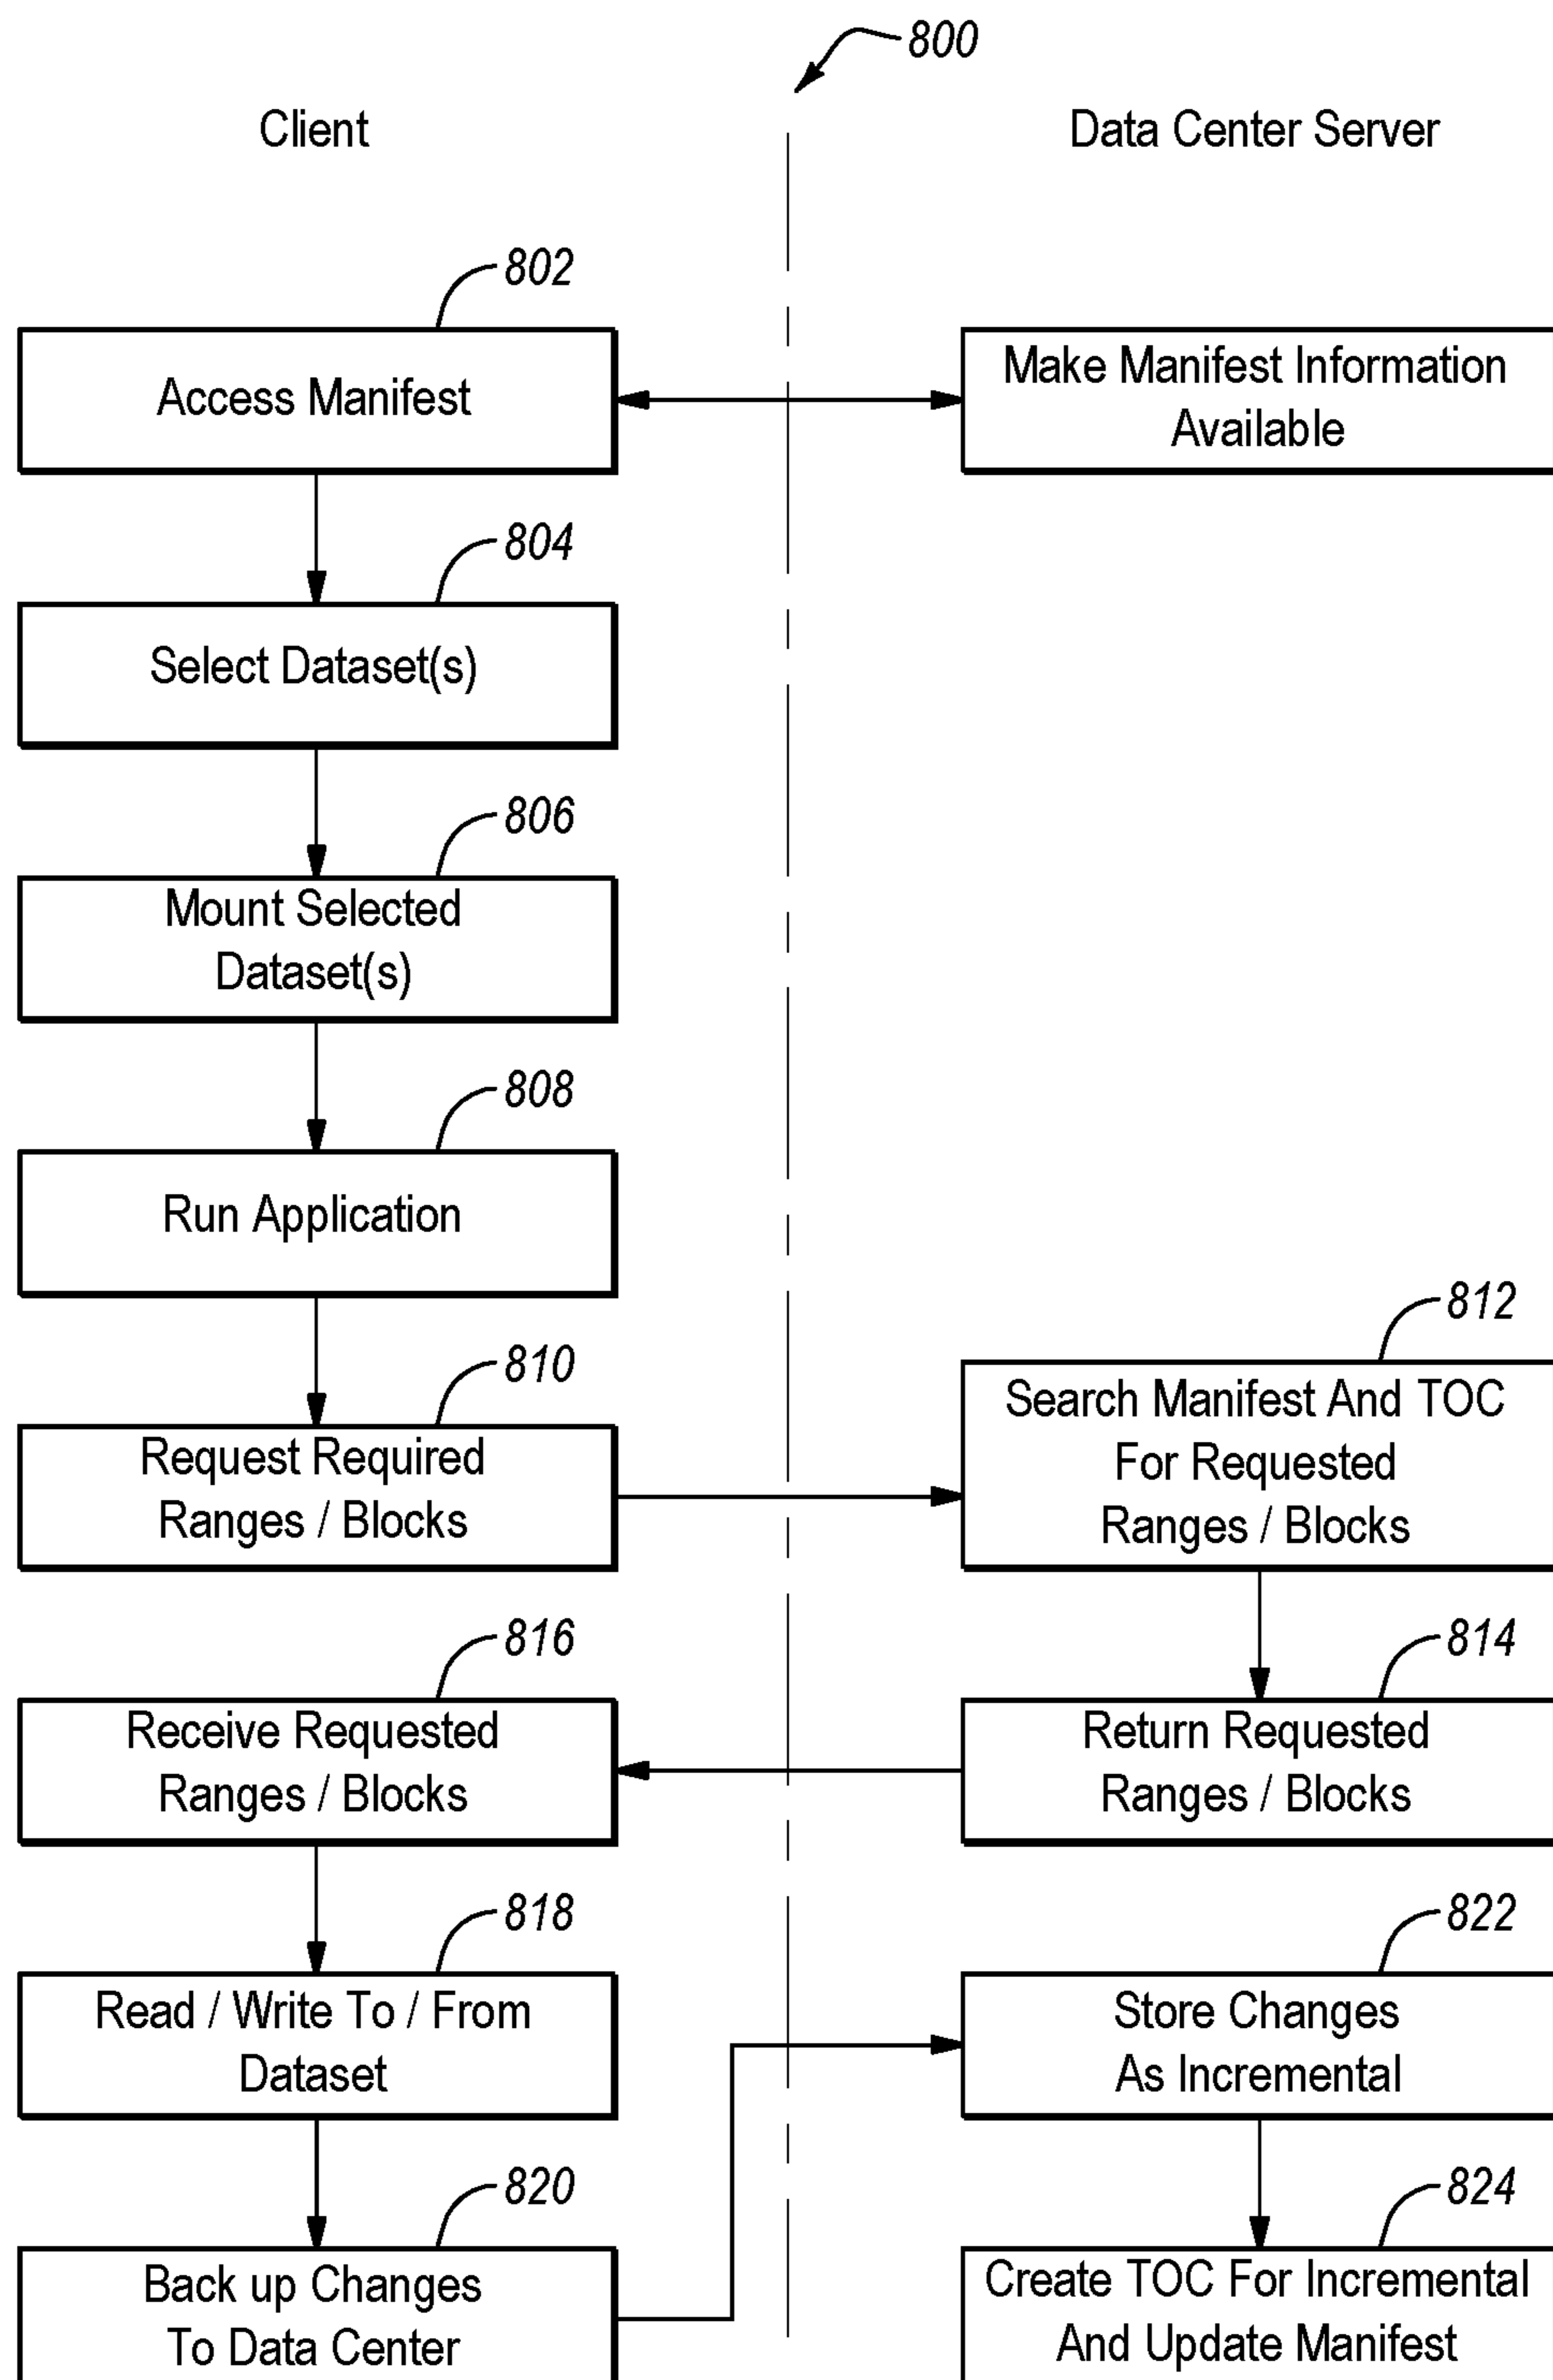 800
Client
Data Center Server
802
Access Manifest
Make Manifest Information
Available
804
Select Dataset(s)
806
Mount Selected
Dataset(s)
808
Run Application
810
Request Required
Ranges / Blocks
812
Search Manifest And TOC
For Requested
Ranges / Blocks
814
Return Requested
Ranges / Blocks
816
Receive Requested
Ranges / Blocks
818
Read / Write To / From
Dataset
820
Back up Changes
To Data Center
822
Store Changes
As Incremental
824
Create TOC For Incremental
And Update Manifest